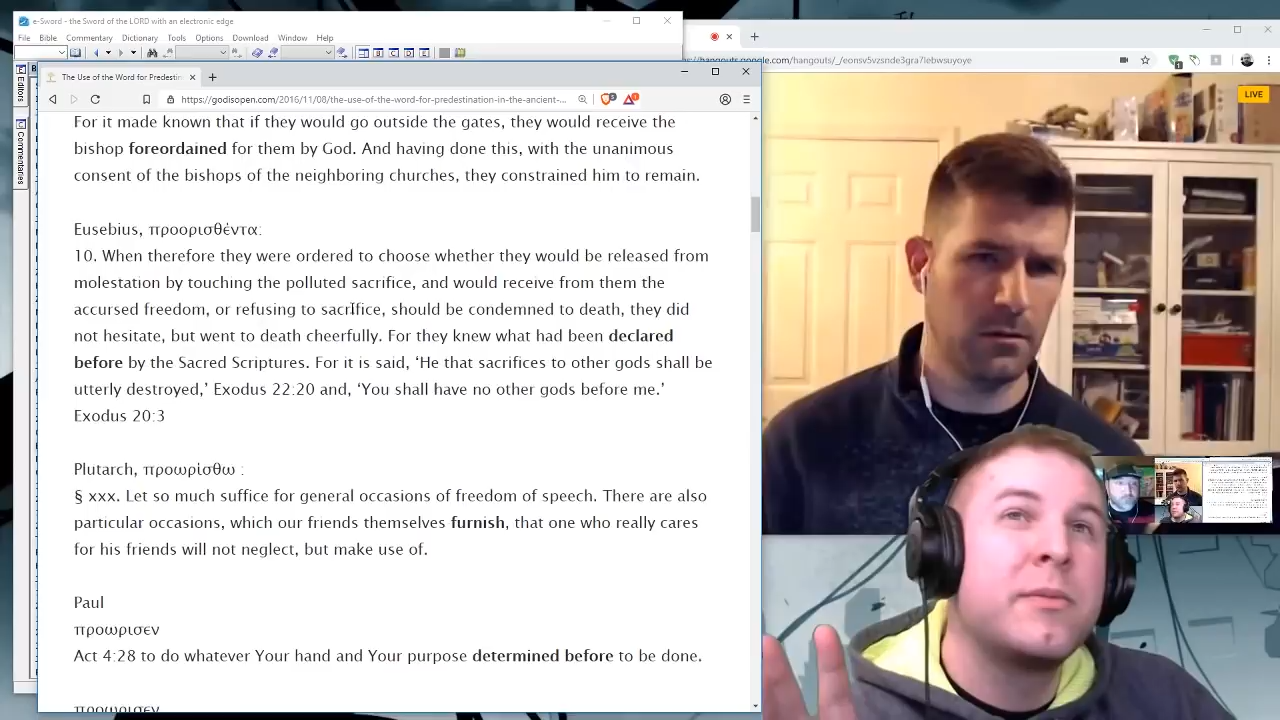 e-Sword - the Sword of the LORD with an electronic edge
File Bible Commentary Dictionary Tools Options Download Window Help
B C D E
Editors
Commentaries
The Use of the Word for Predestin
https://godisopen.com/2016/11/08/the-use-of-the-word-for-predestination-in-the-ancient-...
hangouts.google.com/hangouts/_/eonsv5vzsnde3gra7lebwsuyoye
LIVE
For it made known that if they would go outside the gates, they would receive the
bishop foreordained for them by God. And having done this, with the unanimous
consent of the bishops of the neighboring churches, they constrained him to remain.
Eusebius, προορισθέντα:
10. When therefore they were ordered to choose whether they would be released from
molestation by touching the polluted sacrifice, and would receive from them the
accursed freedom, or refusing to sacrifice, should be condemned to death, they did
not hesitate, but went to death cheerfully. For they knew what had been declared
before by the Sacred Scriptures. For it is said, ‘He that sacrifices to other gods shall be
utterly destroyed,’ Exodus 22:20 and, ‘You shall have no other gods before me.’
Exodus 20:3
Plutarch, προωρίσθω :
§ xxx. Let so much suffice for general occasions of freedom of speech. There are also
particular occasions, which our friends themselves furnish, that one who really cares
for his friends will not neglect, but make use of.
Paul
προωρισεν
Act 4:28 to do whatever Your hand and Your purpose determined before to be done.
προωρισεν